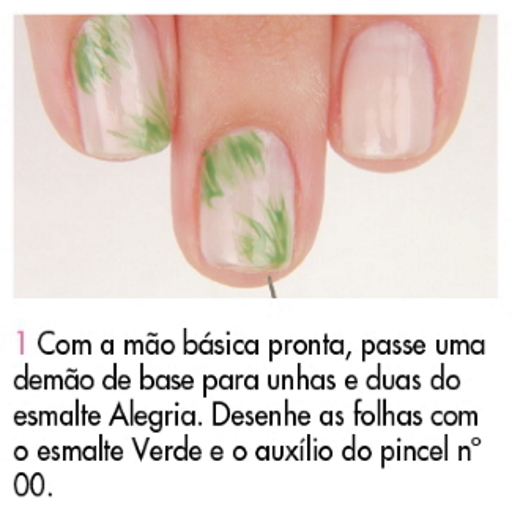 1 Com a mão básica pronta, passe uma
demão de base para unhas e duas do
esmalte Alegria. Desenhe as folhas com
o esmalte Verde e o auxílio do pincel nº
00.